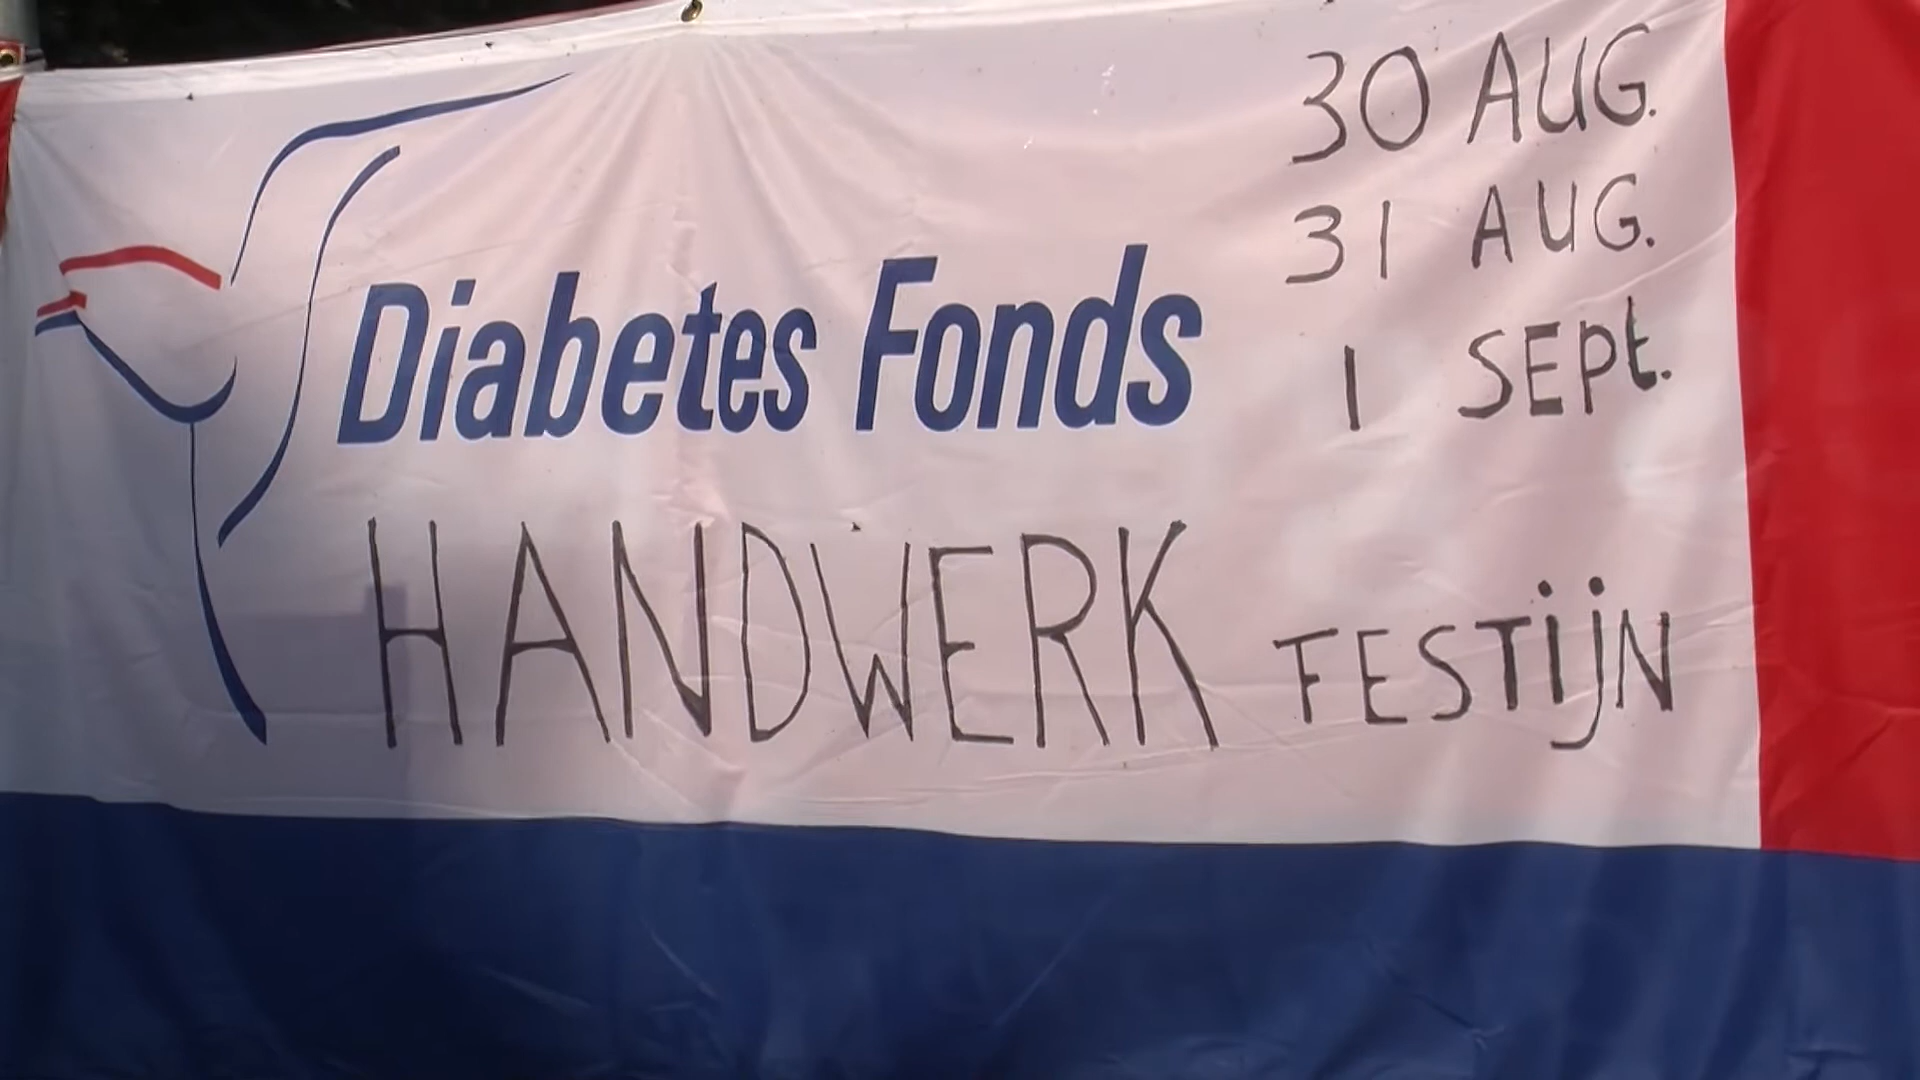 30 AUG.
31 AUG.
1 SEPt.
Diabetes Fonds
HANDWERK FESTijN